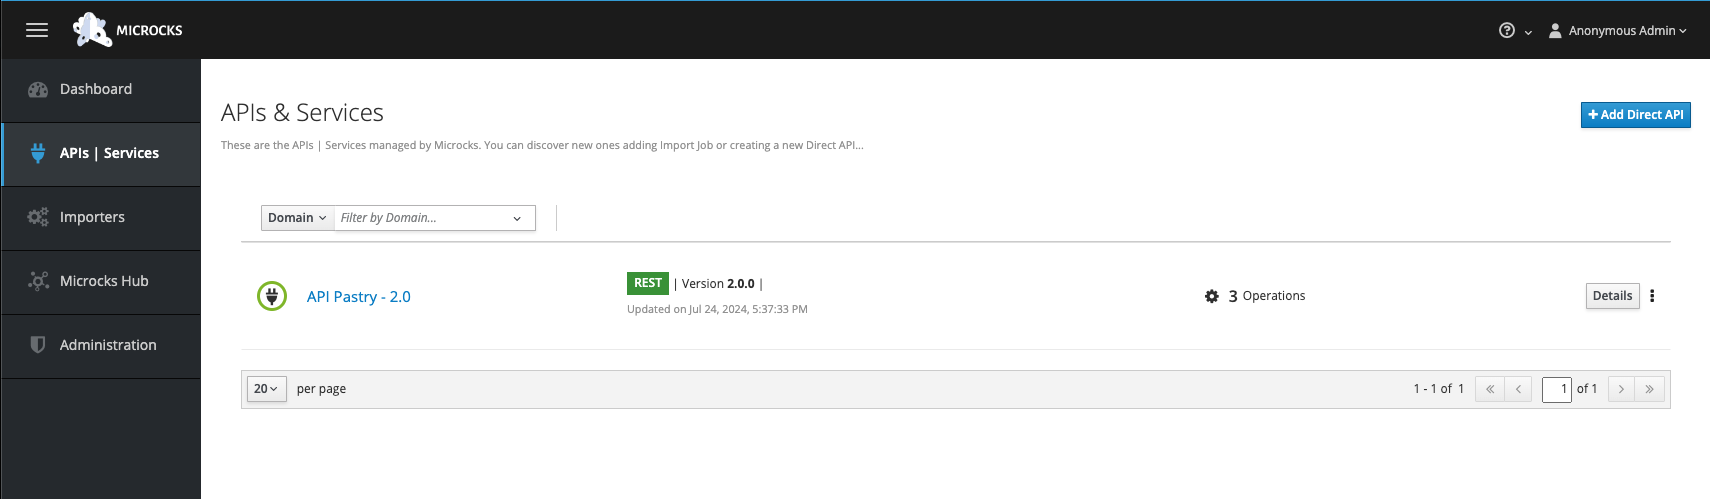 MICROCKS
Anonymous Admin
Dashboard
APIs | Services
Importers
Microcks Hub
Administration
APIs & Services
+ Add Direct API
These are the APIs | Services managed by Microcks. You can discover new ones adding Import Job or creating a new Direct API...
Domain Filter by Domain...
API Pastry - 2.0
REST | Version 2.0.0 |
Updated on Jul 24, 2024, 5:37:33 PM
3 Operations
Details
20 per page
1 - 1 of 1
1 of 1